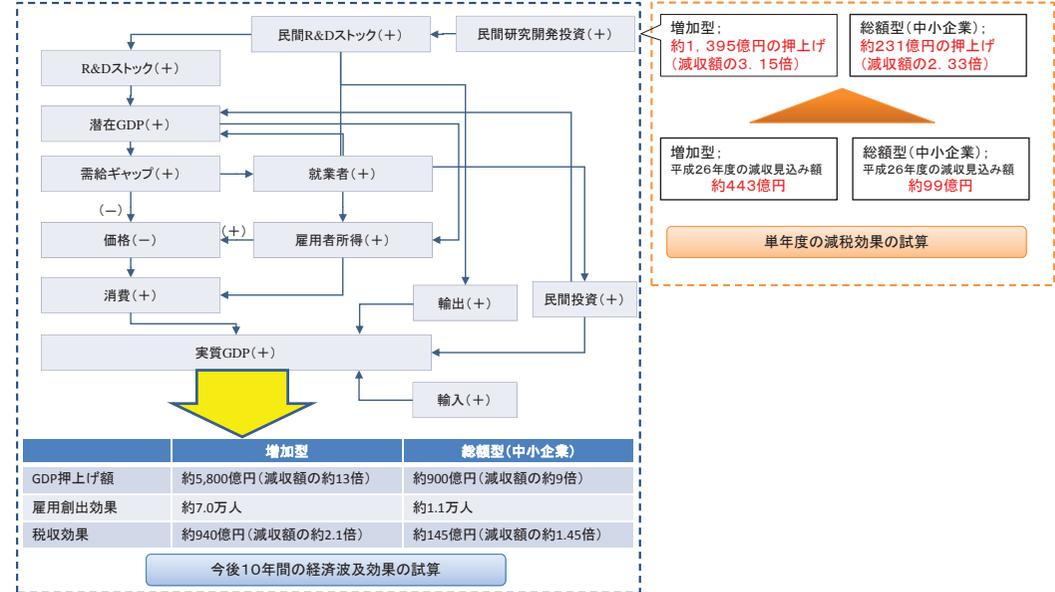 民間R&Dストック（＋）
民間研究開発投資（＋）
R&Dストック（＋）
潜在GDP（＋）
需給ギャップ（＋）
就業者（＋）
（－）
価格（－）
（＋）
雇用者所得（＋）
消費（＋）
輸出（＋）
民間投資（＋）
実質GDP（＋）
輸入（＋）
増加型
総額型（中小企業）
GDP押上げ額
約5,800億円（減収額の約13倍）
約900億円（減収額の約9倍）
雇用創出効果
約7.0万人
約1.1万人
税収効果
約940億円（減収額の約2.1倍）
約145億円（減収額の約1.45倍）
今後10年間の経済波及効果の試算
増加型；
約1，395億円の押上げ
（減収額の3．15倍）
総額型（中小企業）；
約231億円の押上げ
（減収額の2．33倍）
増加型；
平成26年度の減収見込み額
約443億円
総額型（中小企業）；
平成26年度の減収見込み額
約99億円
単年度の減税効果の試算